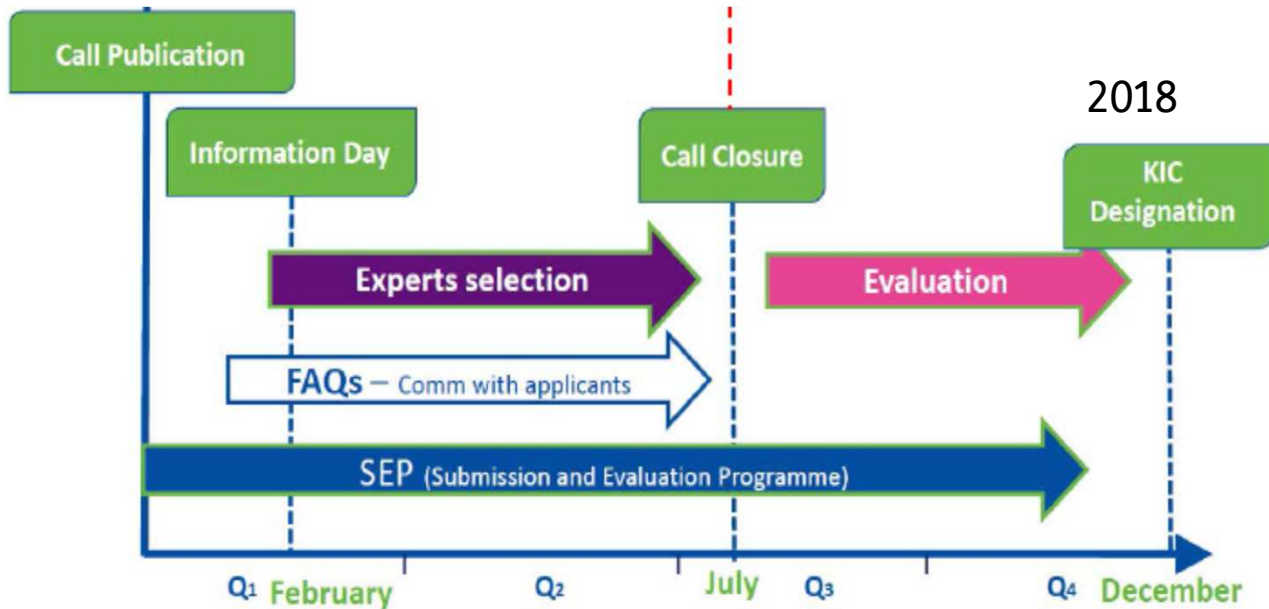 Call Publication
2018
Information Day
Call Closure
KIC
Designation
Experts selection
Evaluation
FAQs – Comm with applicants
SEP (Submission and Evaluation Programme)
Q1 February Q2 July Q3 Q4 December